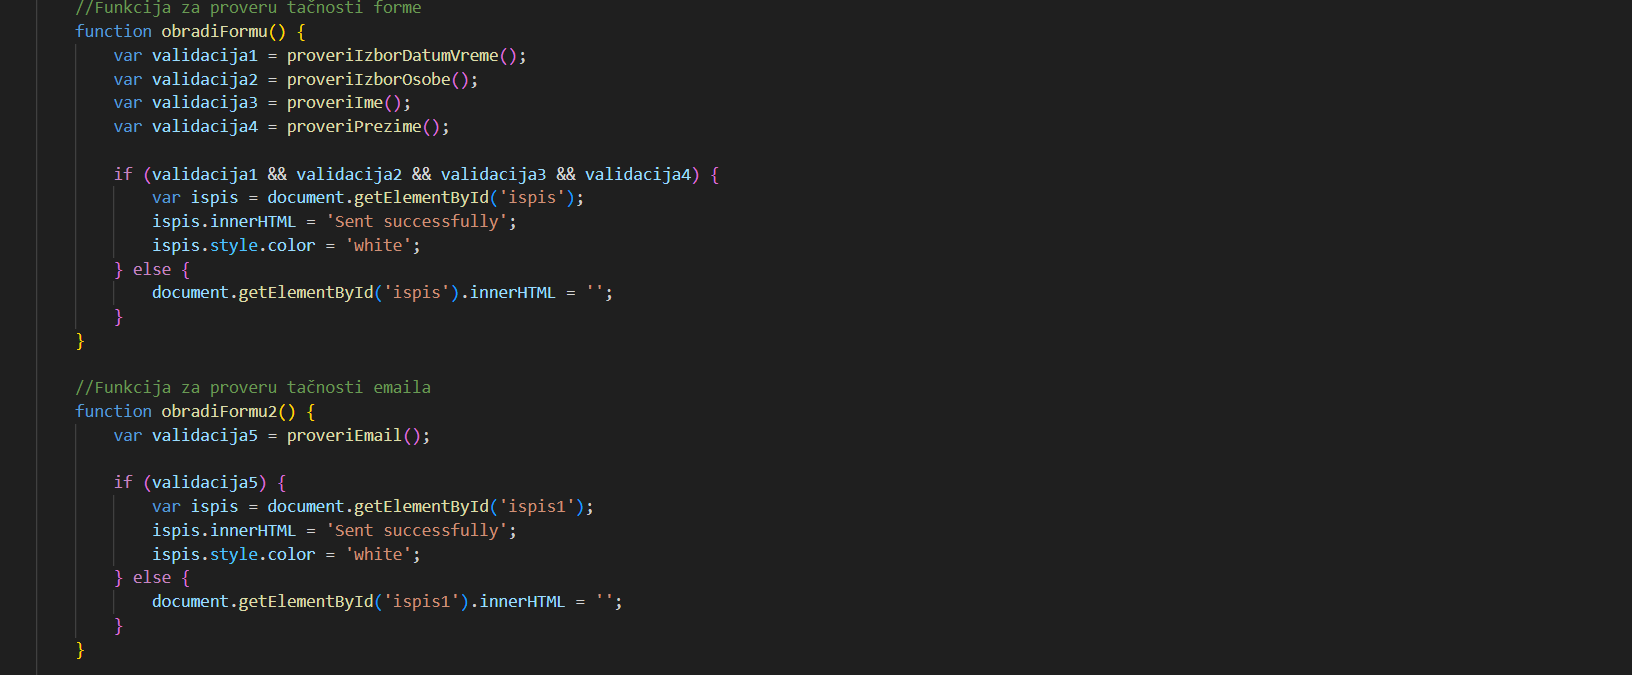 //Funkcija za proveru tačnosti forme
function obradiFormu() {
var validacija1 = proveriIzborDatumVreme();
var validacija2 = proveriIzborOsobe();
var validacija3 = proveriIme();
var validacija4 = proveriPrezime();
if (validacija1 && validacija2 && validacija3 && validacija4) {
var ispis = document.getElementById('ispis');
ispis.innerHTML = 'Sent successfully';
ispis.style.color = 'white';
} else {
document.getElementById('ispis').innerHTML = '';
}
}
//Funkcija za proveru tačnosti emaila
function obradiFormu2() {
var validacija5 = proveriEmail();
if (validacija5) {
var ispis = document.getElementById('ispis1');
ispis.innerHTML = 'Sent successfully';
ispis.style.color = 'white';
} else {
document.getElementById('ispis1').innerHTML = '';
}
}